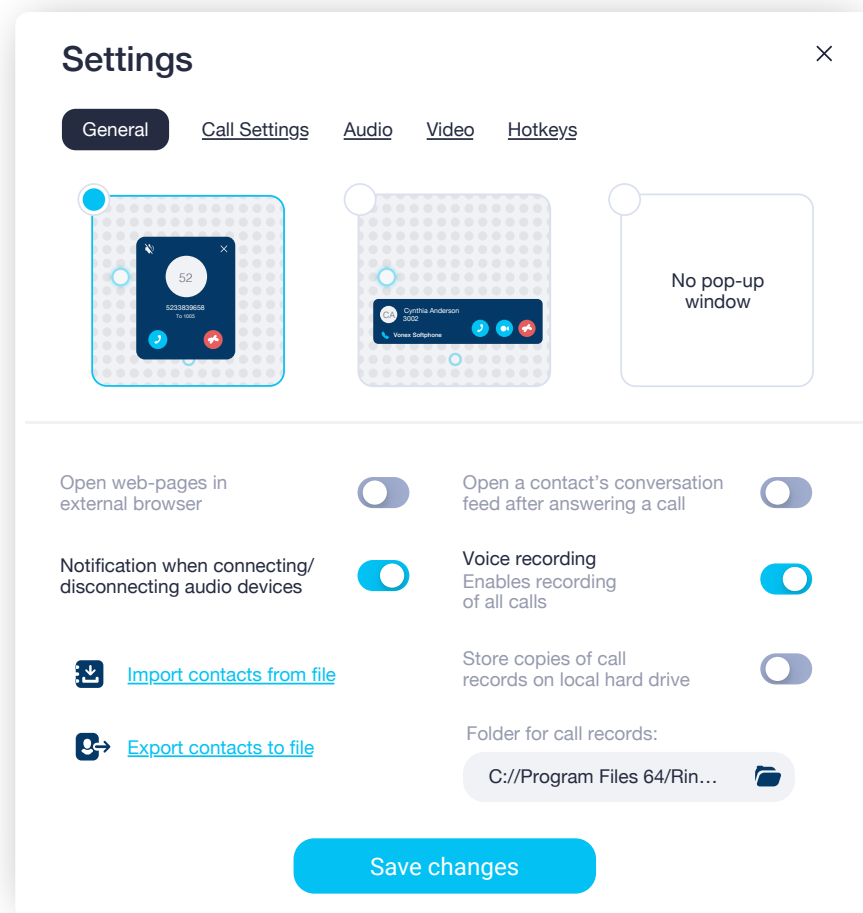 Settings
General
Call Settings
Audio
Video
Hotkeys
52
5233839658
To 1005
CA
Cynthia Anderson
3002
Vonex Softphone
No pop-up
window
Open web-pages in
external browser
Open a contact’s conversation
feed after answering a call
Notification when connecting/
disconnecting audio devices
Voice recording
Enables recording
of all calls
Import contacts from file
Store copies of call
records on local hard drive
Export contacts to file
Folder for call records:
C://Program Files 64/Rin…
Save changes